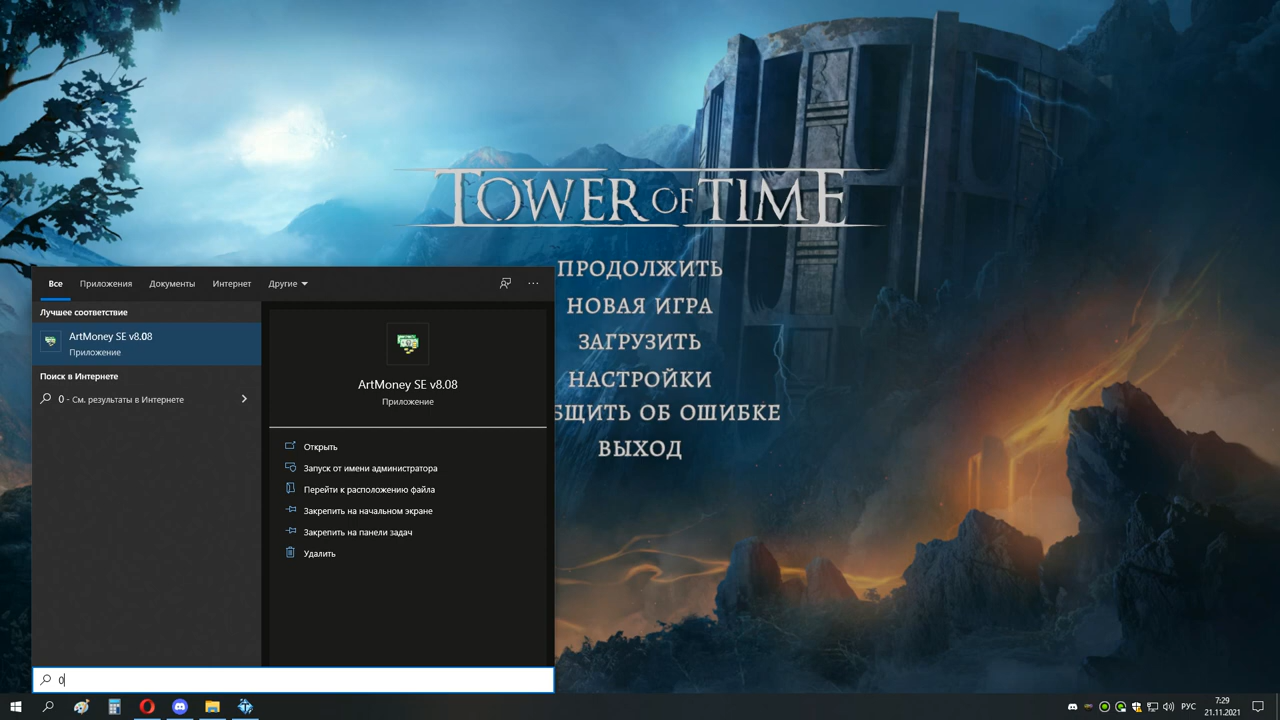 TOWER OF TIME
ПРОДОЛЖИТЬ
НОВАЯ ИГРА
ЗАГРУЗИТЬ
НАСТРОЙКИ
БЩИТЬ ОБ ОШИБКЕ
ВЫХОД
Все Приложения Документы Интернет Другие
Лучшее соответствие
ArtMoney SE v8.08
Приложение
Поиск в Интернете
0 - См. результаты в Интернете
ArtMoney SE v8.08
Приложение
Открыть
Запуск от имени администратора
Перейти к расположению файла
Закрепить на начальном экране
Закрепить на панели задач
Удалить
0
РУС
7:29
21.11.2021